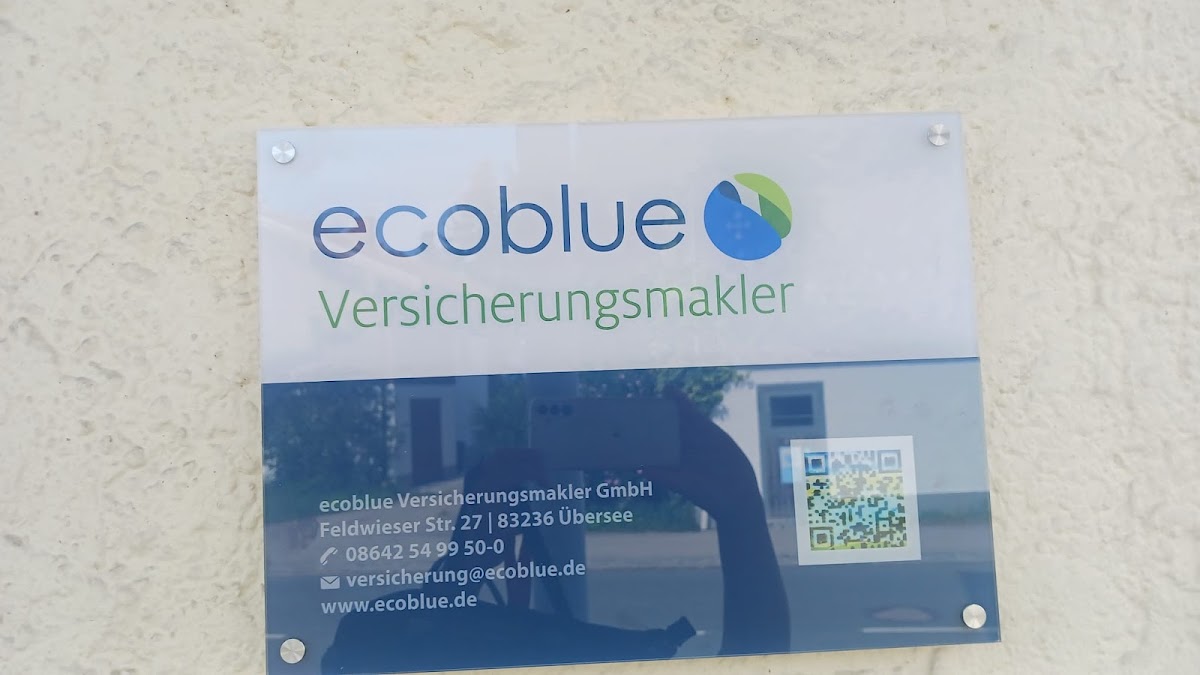 ecoblue
Versicherungsmakler
ecoblue Versicherungsmakler GmbH
Feldwieser Str. 27 | 83236 Übersee
08642 54 99 50-0
versicherung@ecoblue.de
www.ecoblue.de